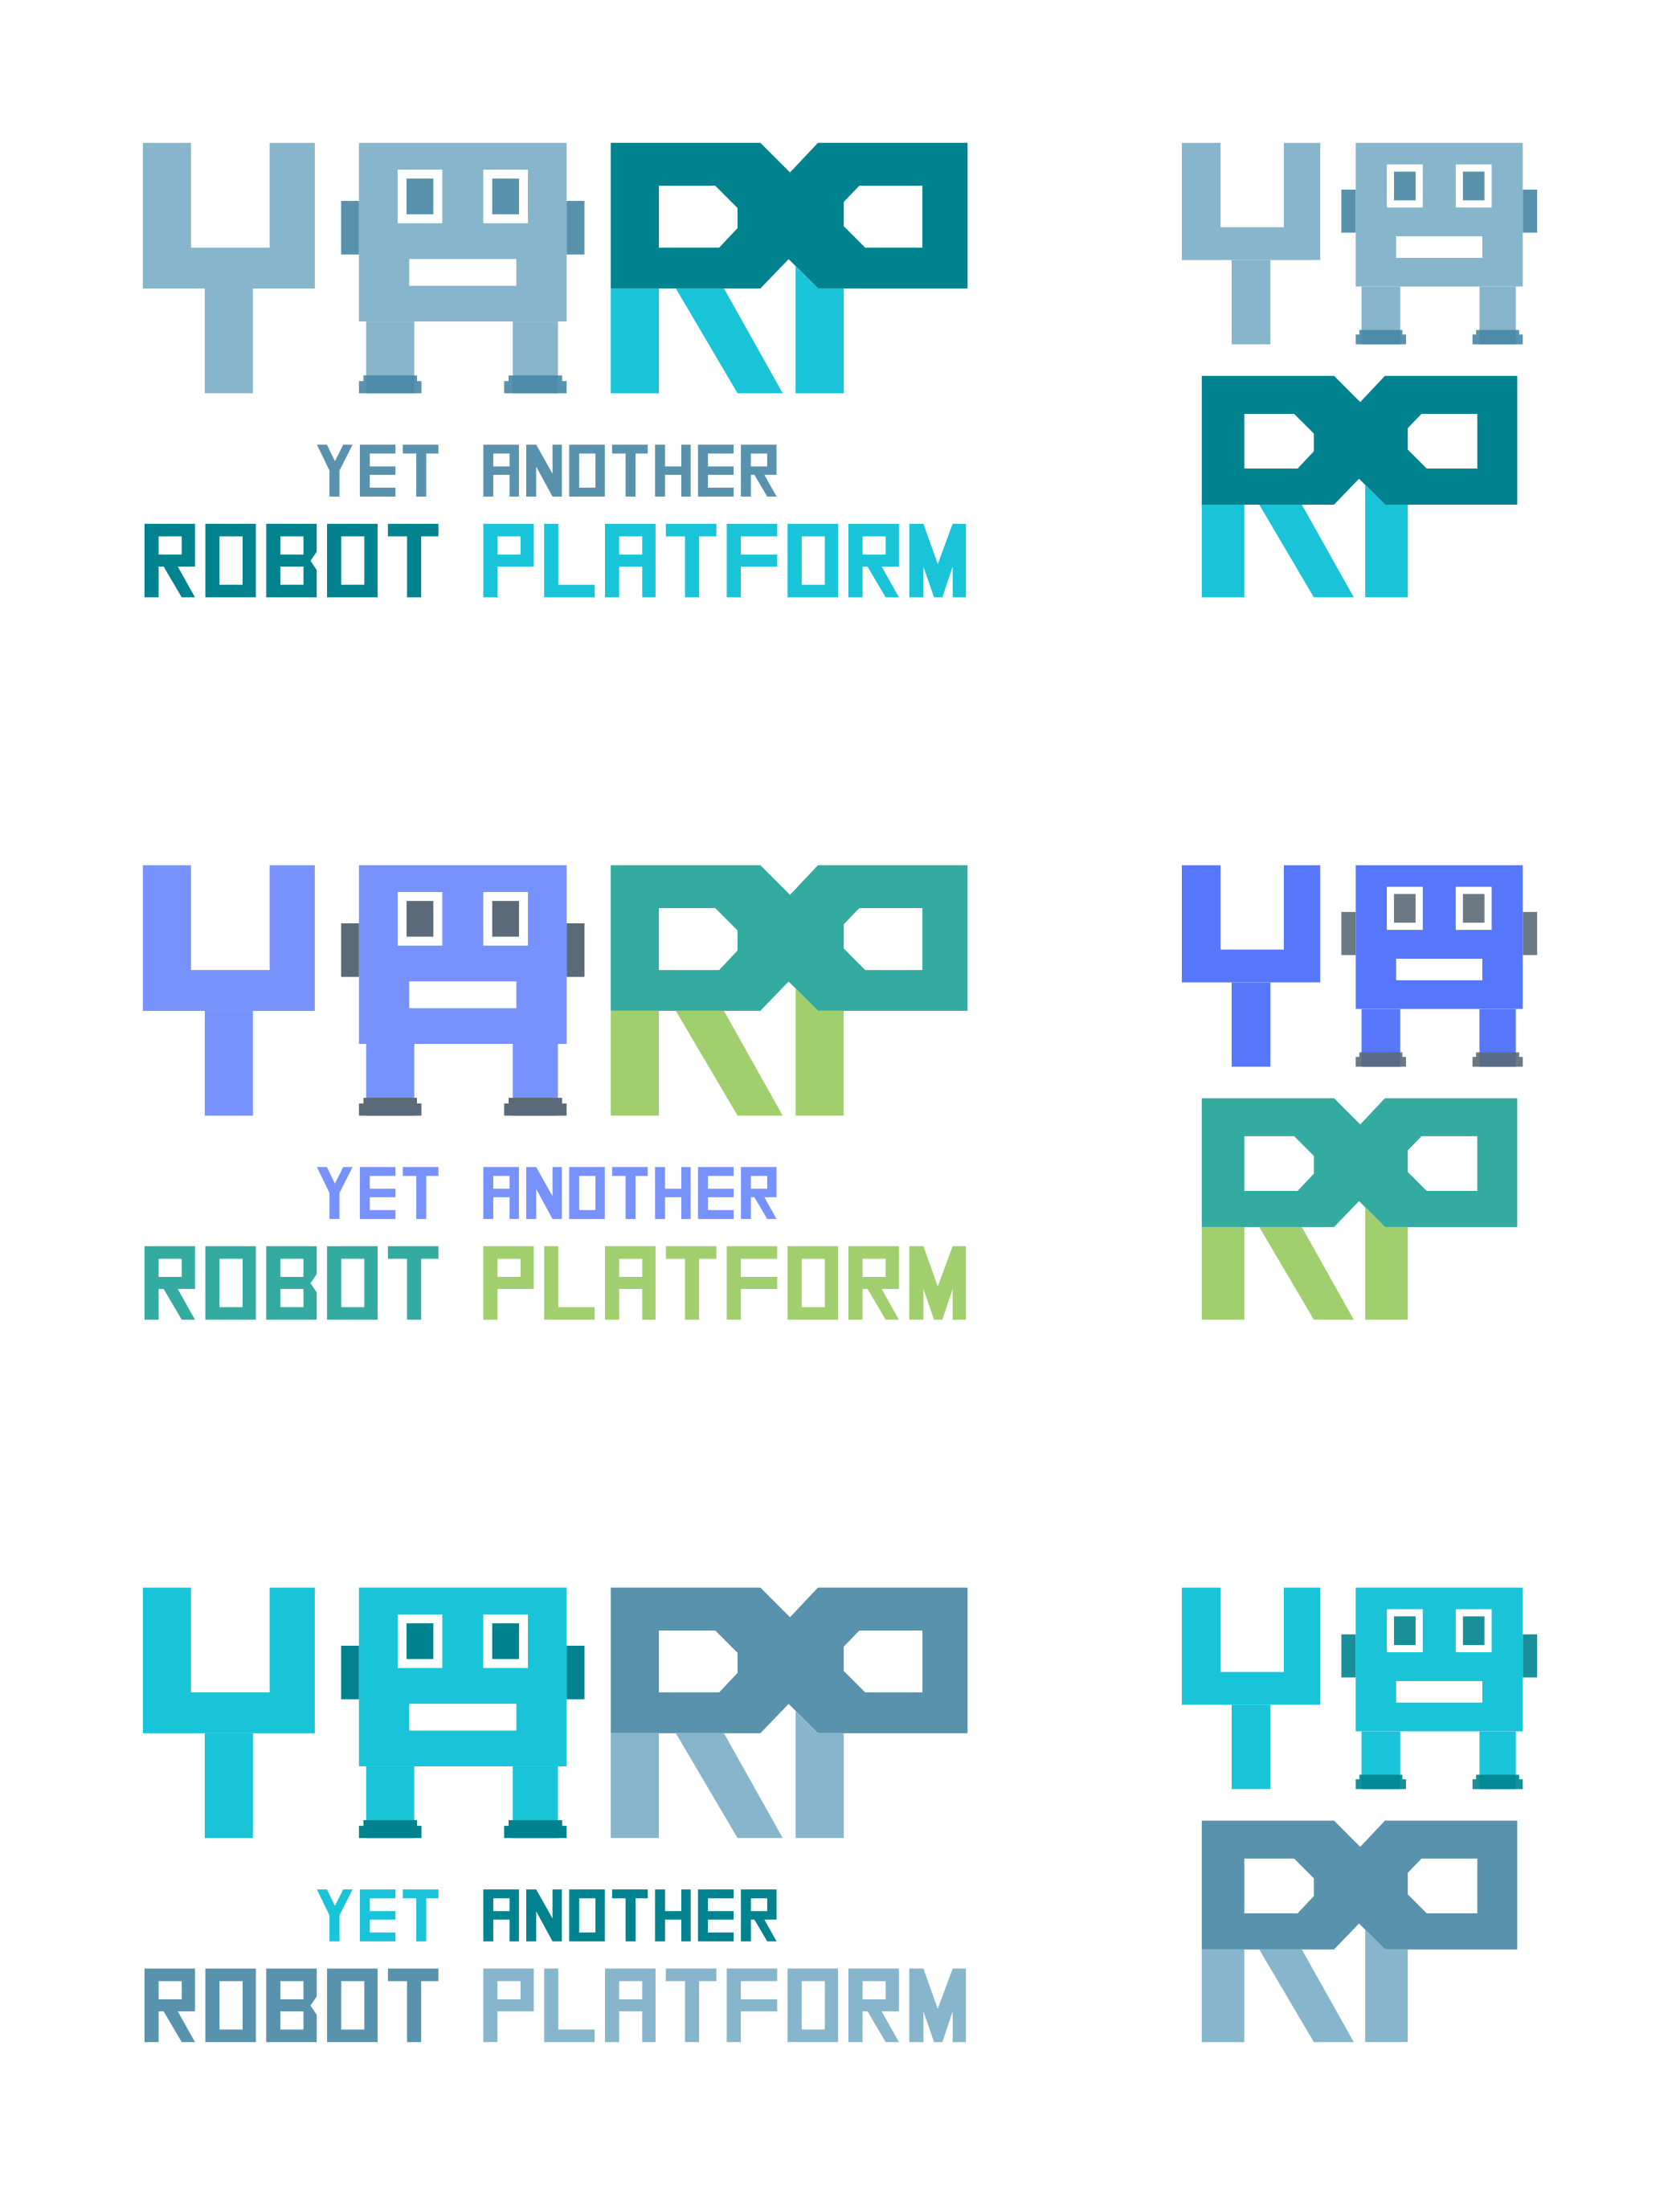 YARP
YET ANOTHER
ROBOT PLATFORM
YA
RP
YARP
YET ANOTHER
ROBOT PLATFORM
YA
RP
YARP
YET ANOTHER
ROBOT PLATFORM
YA
RP